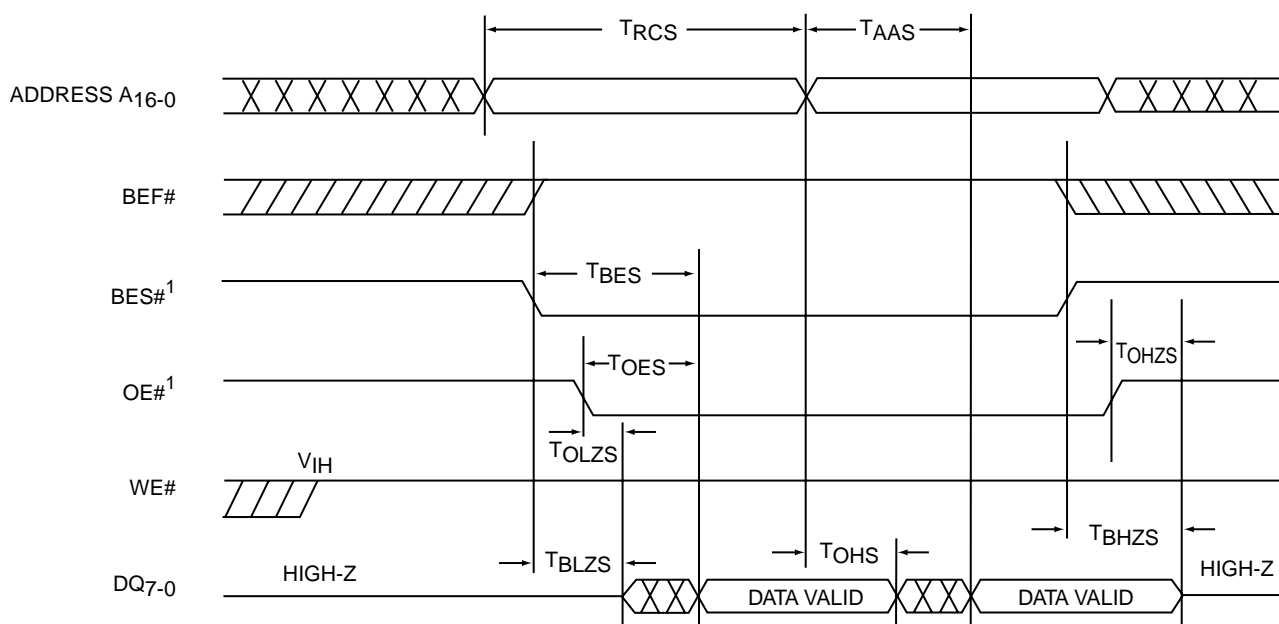 TRCS
TAAS
ADDRESS A16-0
BEF#
TBES
BES#1
TOES
TOHZS
OE#1
TOLZS
VIH
WE#
TBLZS
TOHS
TBHZS
HIGH-Z
HIGH-Z
DQ7-0
DATA VALID
DATA VALID